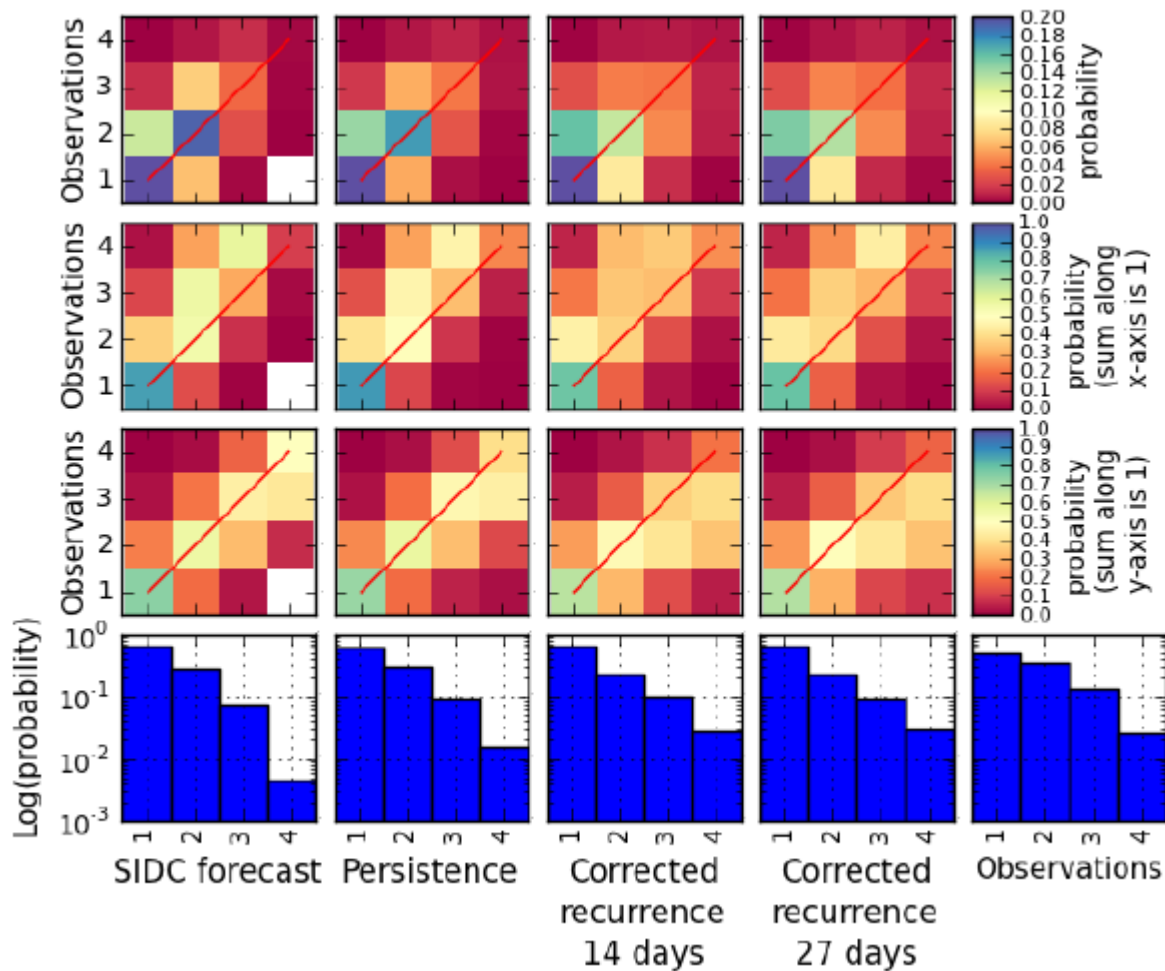 Observations
4
3
2
1
0.20
0.18
0.16
0.14
0.12
0.10
0.08
0.06
0.04
0.02
0.00
probability
Observations
4
3
2
1
1.0
0.9
0.8
0.7
0.6
0.5
0.4
0.3
0.2
0.1
0.0
probability
(sum along
x-axis is 1)
Observations
4
3
2
1
1.0
0.9
0.8
0.7
0.6
0.5
0.4
0.3
0.2
0.1
0.0
probability
(sum along
y-axis is 1)
Log(probability)
10^0
10^-1
10^-2
10^-3
1 2 3 4
SIDC forecast
1 2 3 4
Persistence
1 2 3 4
Corrected
recurrence
14 days
1 2 3 4
Corrected
recurrence
27 days
1 2 3 4
Observations